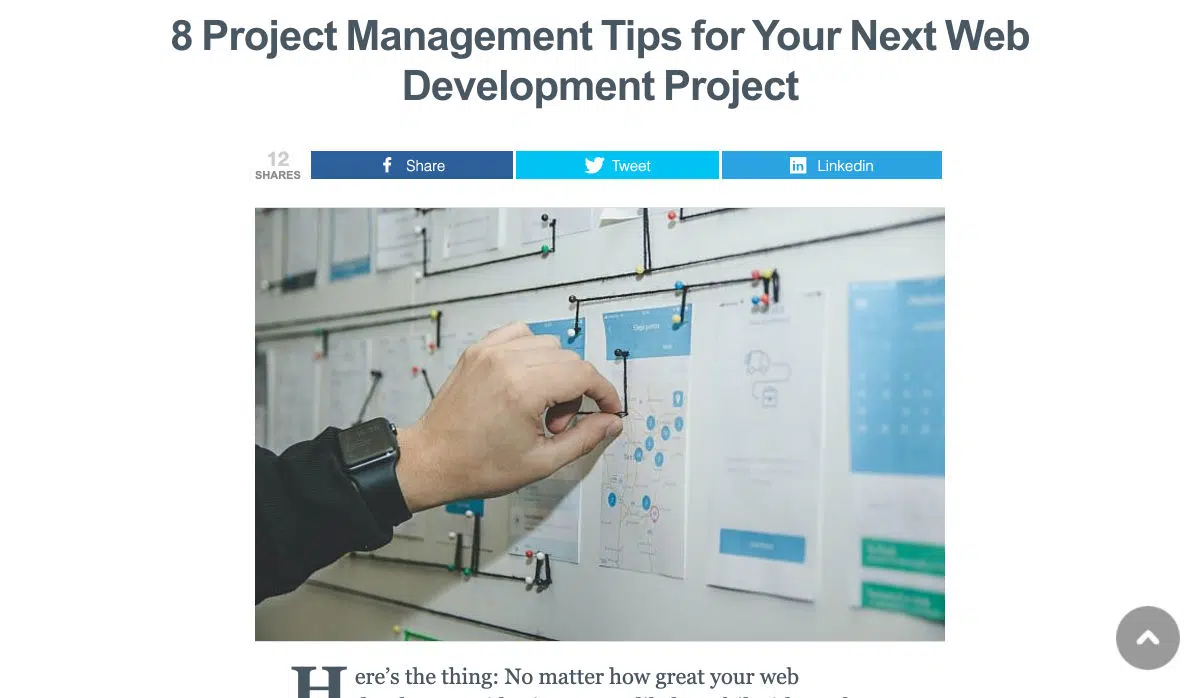 8 Project Management Tips for Your Next Web
Development Project
12
SHARES
Share
Tweet
Linkedin
Here’s the thing: No matter how great your web